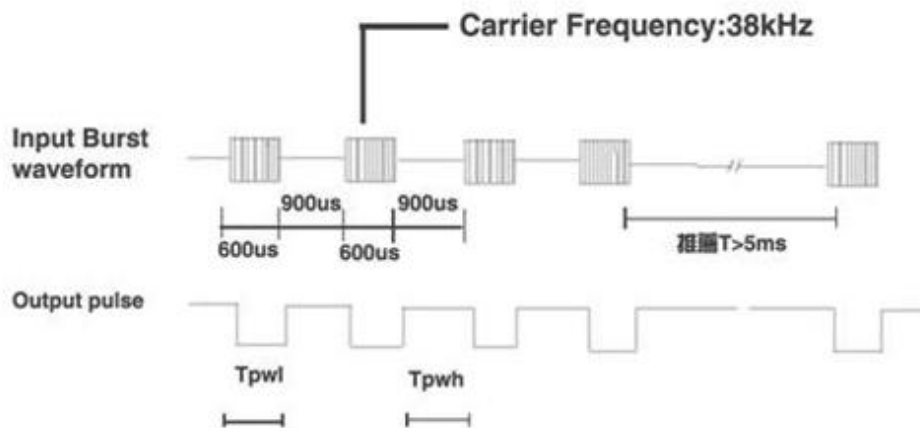 Carrier Frequency:38kHz
Input Burst
waveform
900us
900us
600us
600us
T>5ms
Output pulse
Tpwl
Tpwh